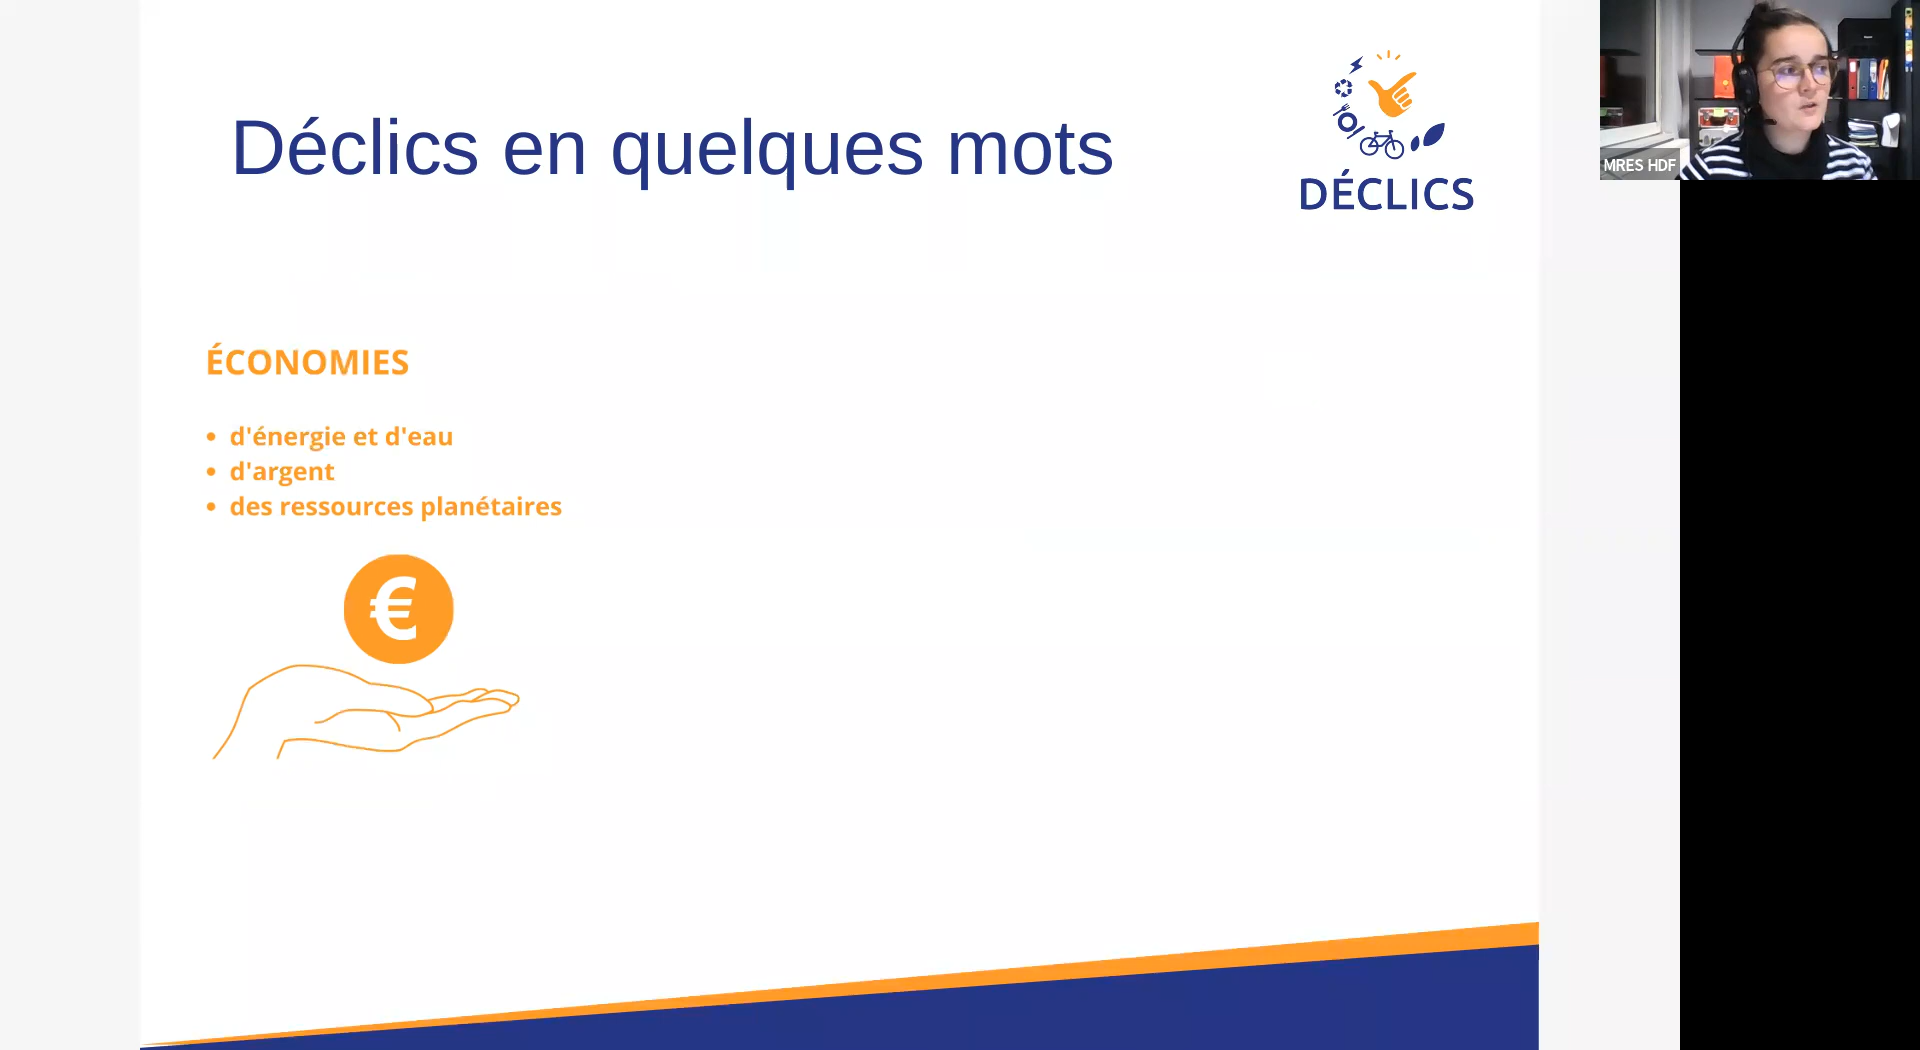 Déclics en quelques mots
DÉCLICS
MRES HDF
ÉCONOMIES
• d'énergie et d'eau
• d'argent
• des ressources planétaires
€